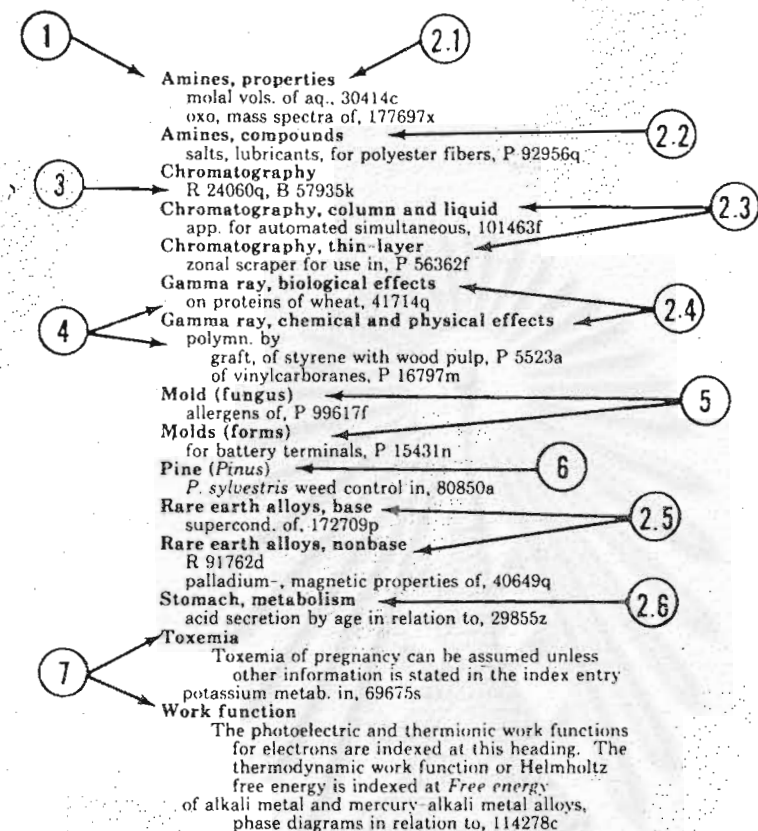 1
2.1
Amines, properties
molal vols. of aq., 30414c
oxo, mass spectra of, 177697x
Amines, compounds
2.2
salts, lubricants, for polyester fibers, P 92956q
Chromatography
3
R 24060q, B 57935k
Chromatography, column and liquid
2.3
app. for automated simultaneous, 101463f
Chromatography, thin-layer
zonal scraper for use in, P 56362f
Gamma ray, biological effects
2.4
on proteins of wheat, 41714q
4
Gamma ray, chemical and physical effects
polymn. by
graft, of styrene with wood pulp, P 5523a
of vinylcarboranes, P 16797m
Mold (fungus)
5
allergens of, P 99617f
Molds (forms)
for battery terminals, P 15431n
Pine (Pinus)
6
P. sylvestris weed control in, 80850a
Rare earth alloys, base
2.5
supercond. of, 172709p
Rare earth alloys, nonbase
R 91762d
palladium-, magnetic properties of, 40649q
Stomach, metabolism
2.6
acid secretion by age in relation to, 29855z
Toxemia
7
Toxemia of pregnancy can be assumed unless
other information is stated in the index entry
potassium metab. in, 69675s
Work function
The photoelectric and thermionic work functions
for electrons are indexed at this heading. The
thermodynamic work function or Helmholtz
free energy is indexed at Free energy
of alkali metal and mercury-alkali metal alloys,
phase diagrams in relation to, 114278c